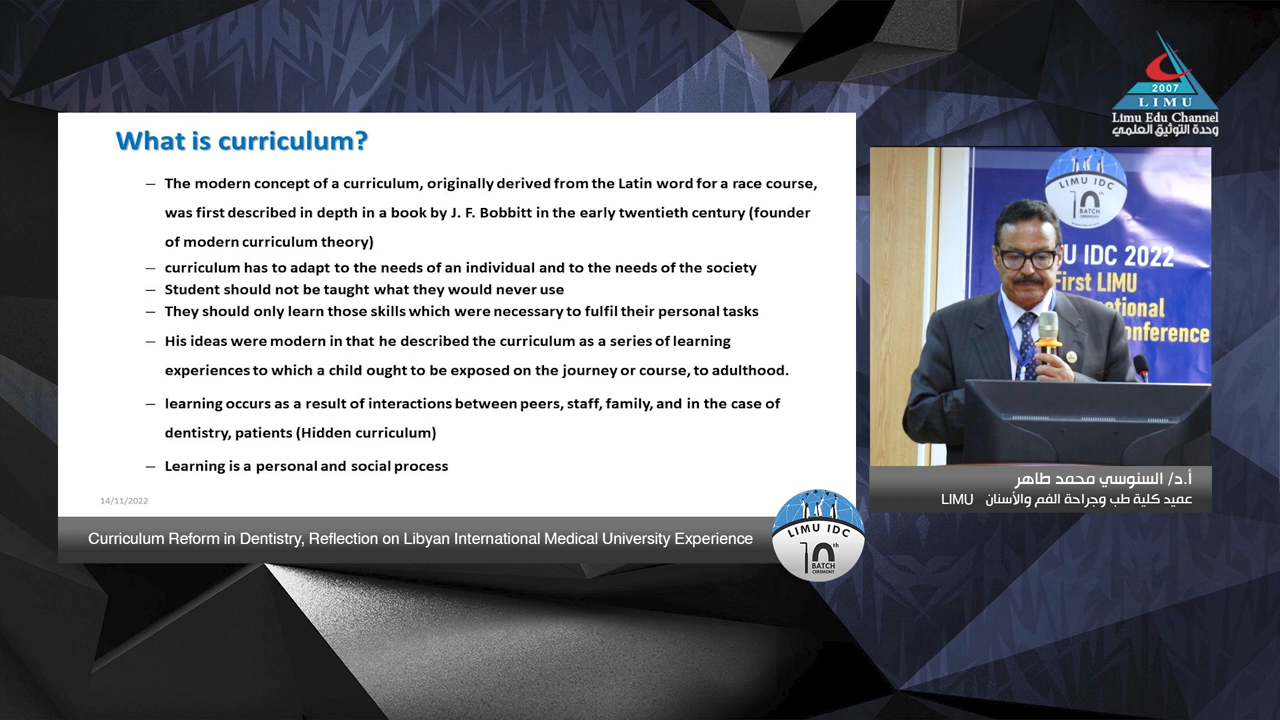 What is curriculum?
– The modern concept of a curriculum, originally derived from the Latin word for a race course,
was first described in depth in a book by J. F. Bobbitt in the early twentieth century (founder
of modern curriculum theory)
– curriculum has to adapt to the needs of an individual and to the needs of the society
– Student should not be taught what they would never use
– They should only learn those skills which were necessary to fulfil their personal tasks
– His ideas were modern in that he described the curriculum as a series of learning
experiences to which a child ought to be exposed on the journey or course, to adulthood.
– learning occurs as a result of interactions between peers, staff, family, and in the case of
dentistry, patients (Hidden curriculum)
– Learning is a personal and social process
14/11/2022
Curriculum Reform in Dentistry, Reflection on Libyan International Medical University Experience
LIMU IDC
10th
BATCH
CEREMONY
2007
LIMU
Limu Edu Channel
وحدة التوثيق العلمي
LIMU IDC
10th
BATCH
CEREMONY
U IDC 2022
First LIMU
ational
onference
أ.د/ السنوسي محمد طاهر
عميد كلية طب وجراحة الفم والأسنان LIMU